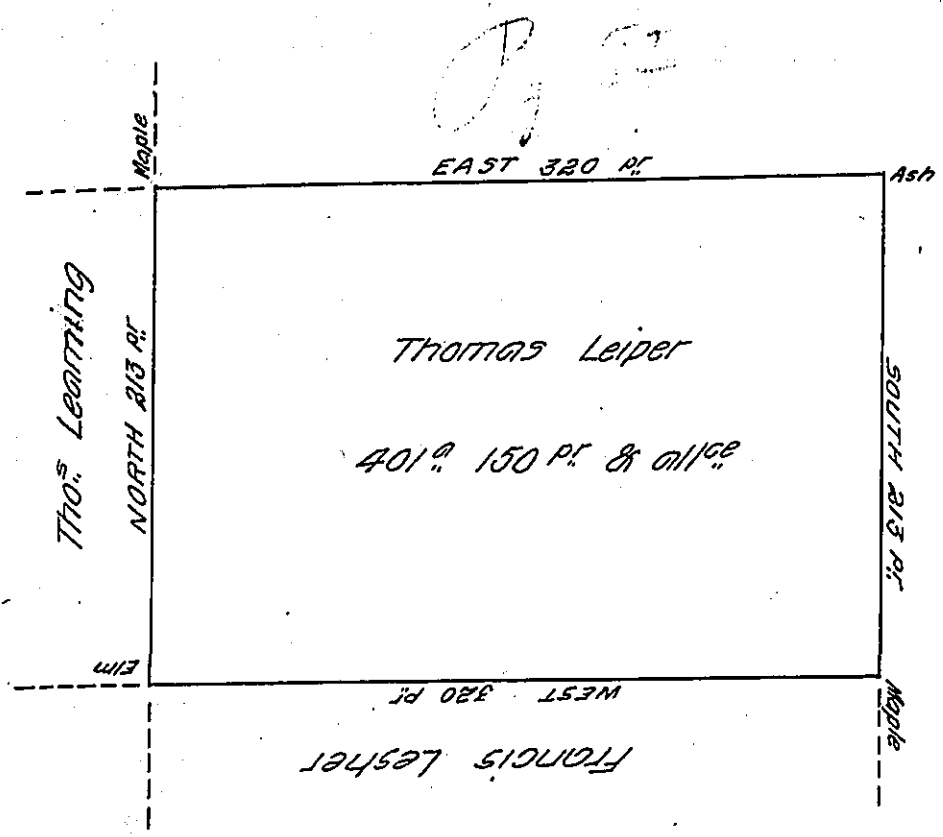 Maple
EAST 320 pr
Ash
Thos. Leaming
NORTH 213 pr
Thomas Leiper
401a 150 pr & allce
SOUTH 213 pr
Elm
WEST 320 pr
Maple
Francis Lesher